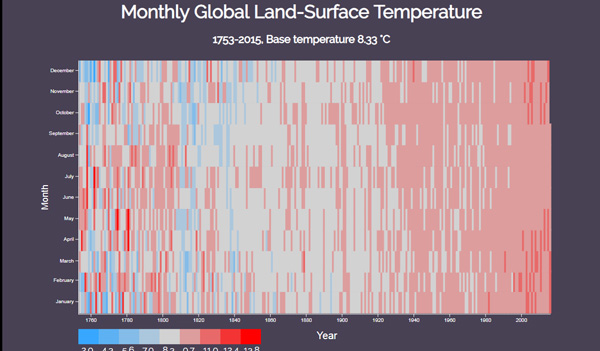 Monthly Global Land-Surface Temperature
1753-2015, Base temperature 8.33 °C
December
November
October
September
August
July
June
May
April
March
February
January
Month
1760 1780 1800 1820 1840 1860 1880 1900 1920 1940 1960 1980 2000
Year